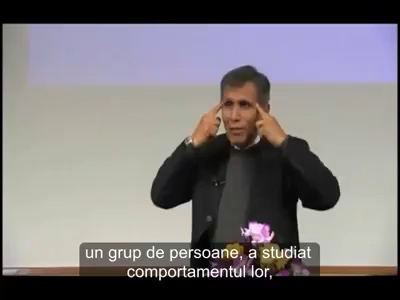 un grup de persoane, a studiat
comportamentul lor,